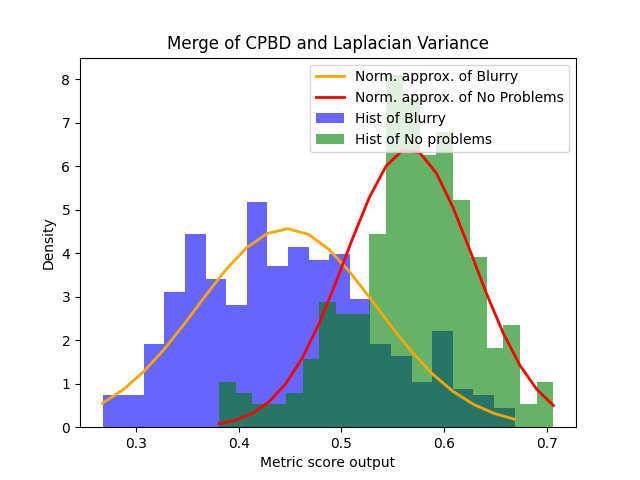 Merge of CPBD and Laplacian Variance
Norm. approx. of Blurry
Norm. approx. of No Problems
Hist of Blurry
Hist of No problems
Density
8
7
6
5
4
3
2
1
0
0.3 0.4 0.5 0.6 0.7
Metric score output